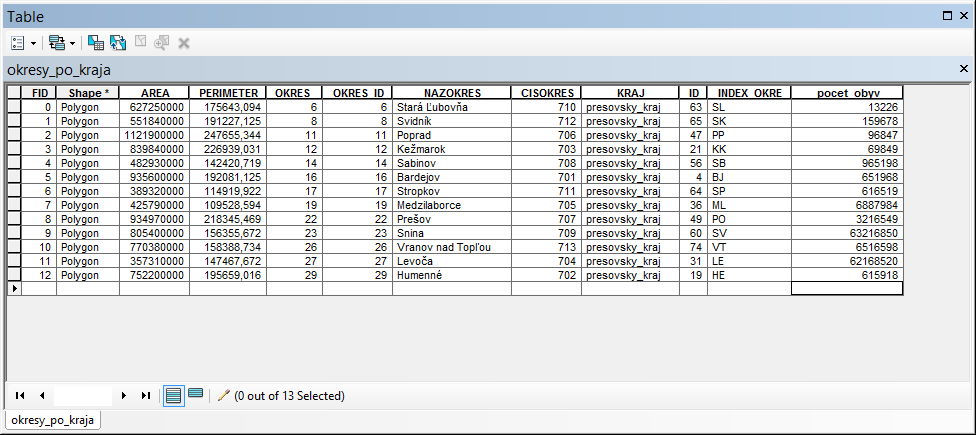 Table
okresy_po_kraja
FID Shape * AREA PERIMETER OKRES_ OKRES_ID NAZOKRES CISOKRES KRAJ ID INDEX_OKRE pocet_obyv
0 Polygon 627250000 175643,094 6 6 Stará Ľubovňa 710 presovsky_kraj 63 SL 13226
1 Polygon 551840000 191227,125 8 8 Svidník 712 presovsky_kraj 65 SK 159678
2 Polygon 1121900000 247655,344 11 11 Poprad 706 presovsky_kraj 47 PP 96847
3 Polygon 839840000 226939,031 12 12 Kežmarok 703 presovsky_kraj 21 KK 69849
4 Polygon 482930000 142420,719 14 14 Sabinov 708 presovsky_kraj 56 SB 965198
5 Polygon 935600000 192081,125 16 16 Bardejov 701 presovsky_kraj 4 BJ 651968
6 Polygon 389320000 114919,922 17 17 Stropkov 711 presovsky_kraj 64 SP 616519
7 Polygon 425790000 109528,594 19 19 Medzilaborce 705 presovsky_kraj 36 ML 6887984
8 Polygon 934970000 218345,469 22 22 Prešov 707 presovsky_kraj 49 PO 3216549
9 Polygon 805400000 156355,672 23 23 Snina 709 presovsky_kraj 60 SV 63216850
10 Polygon 770380000 158388,734 26 26 Vranov nad Topľou 713 presovsky_kraj 74 VT 6516598
11 Polygon 357310000 147467,672 27 27 Levoča 704 presovsky_kraj 31 LE 62168520
12 Polygon 752200000 195659,016 29 29 Humenné 702 presovsky_kraj 19 HE 615918
(0 out of 13 Selected)
okresy_po_kraja